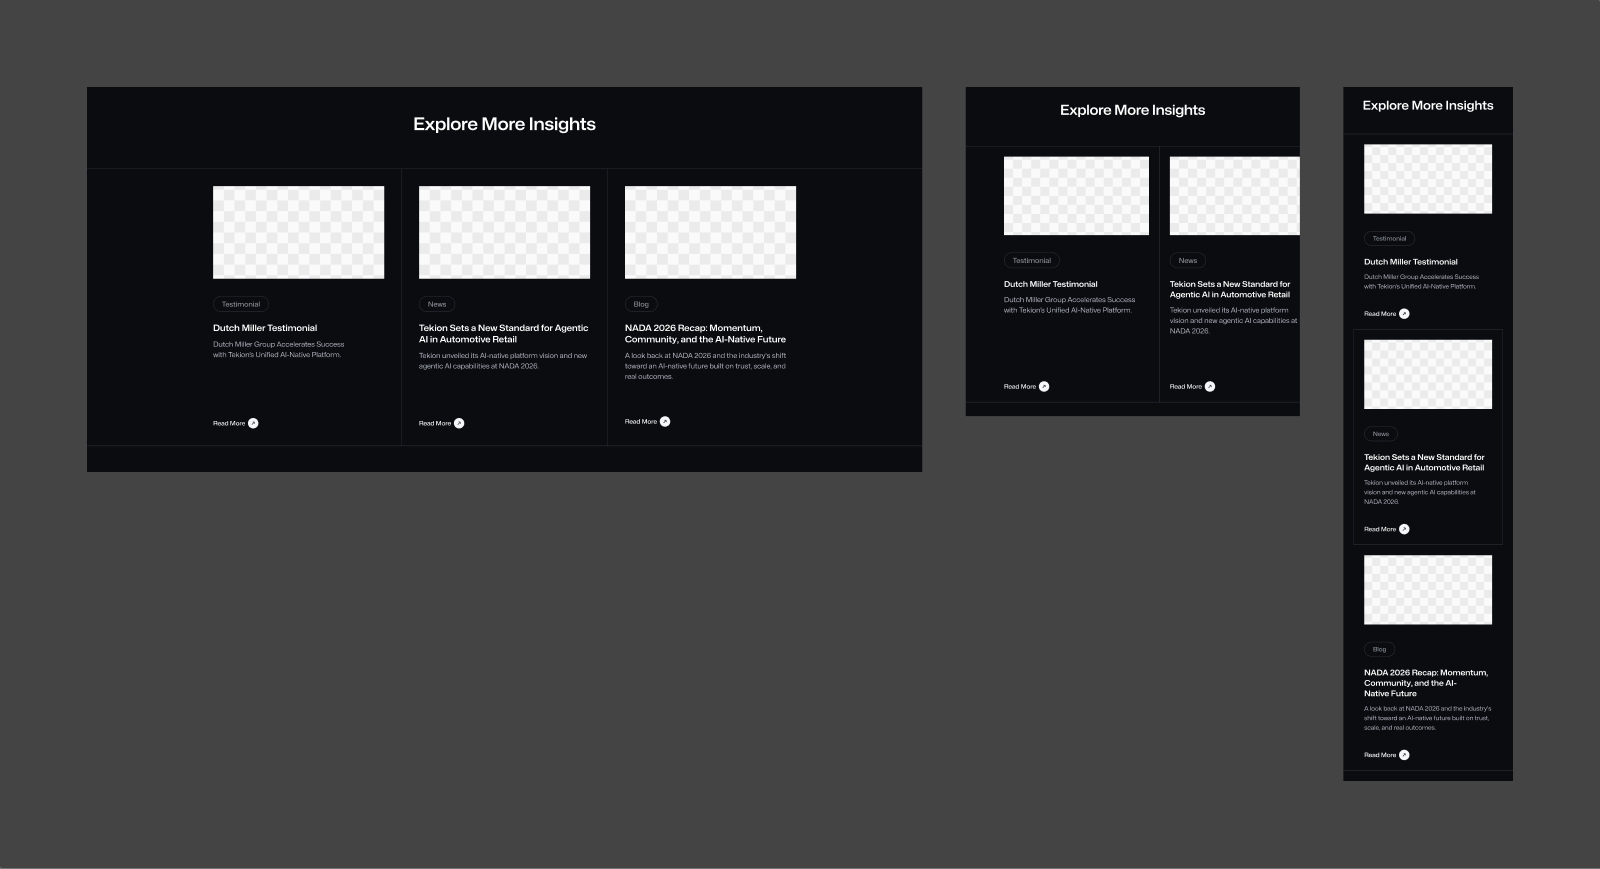 Explore More Insights
Testimonial
Dutch Miller Testimonial
Dutch Miller Group Accelerates Success
with Tekion's Unified AI-Native Platform.
Read More
News
Tekion Sets a New Standard for Agentic
AI in Automotive Retail
Tekion unveiled its AI-native platform vision and new
agentic AI capabilities at NADA 2026.
Read More
Blog
NADA 2026 Recap: Momentum,
Community, and the AI-Native Future
A look back at NADA 2026 and the industry's shift
toward an AI-native future built on trust, scale, and
real outcomes.
Read More
Explore More Insights
Testimonial
Dutch Miller Testimonial
Dutch Miller Group Accelerates Success
with Tekion's Unified AI-Native Platform.
Read More
News
Tekion Sets a New Standard for
Agentic AI in Automotive Retail
Tekion unveiled its AI-native platform
vision and new agentic AI capabilities at
NADA 2026.
Read More
Explore More Insights
Testimonial
Dutch Miller Testimonial
Dutch Miller Group Accelerates Success
with Tekion's Unified AI-Native Platform.
Read More
News
Tekion Sets a New Standard for
Agentic AI in Automotive Retail
Tekion unveiled its AI-native platform
vision and new agentic AI capabilities at
NADA 2026.
Read More
Blog
NADA 2026 Recap: Momentum,
Community, and the AI-
Native Future
A look back at NADA 2026 and the industry's
shift toward an AI-native future built on trust,
scale, and real outcomes.
Read More